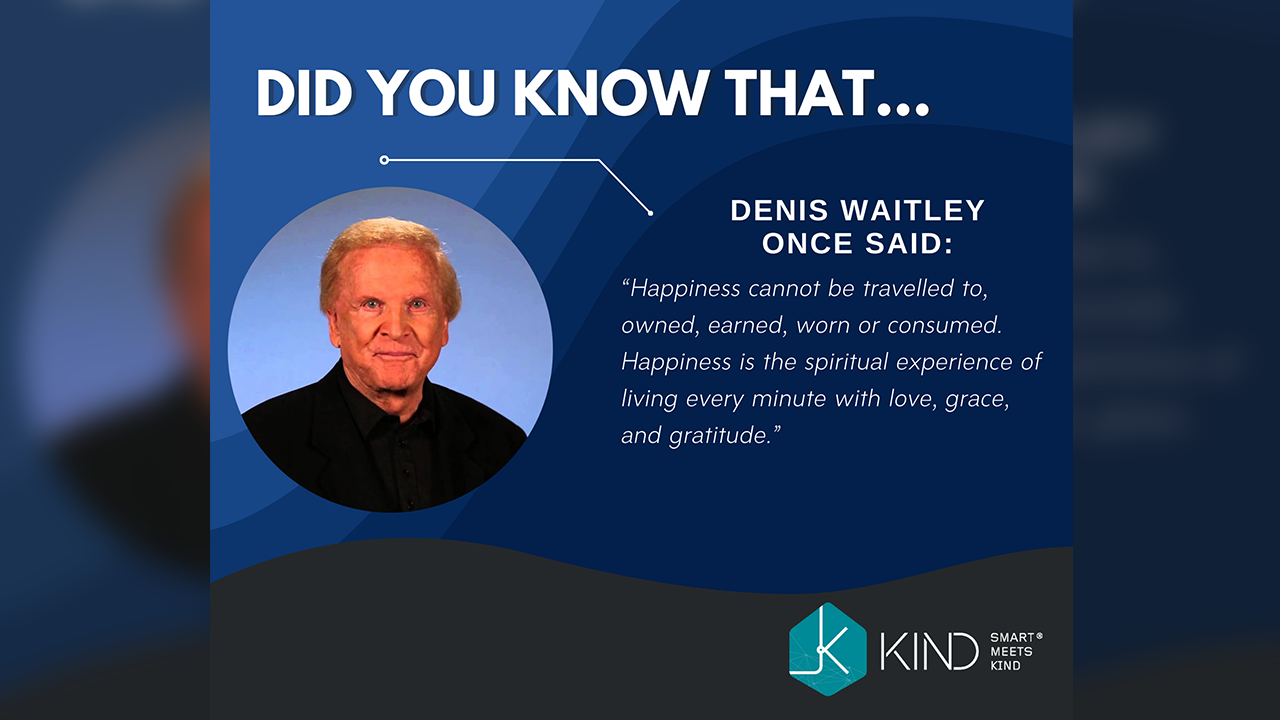 DID YOU KNOW THAT...
DENIS WAITLEY
ONCE SAID:
“Happiness cannot be travelled to,
owned, earned, worn or consumed.
Happiness is the spiritual experience of
living every minute with love, grace,
and gratitude.”
KIND
SMART®
MEETS
KIND